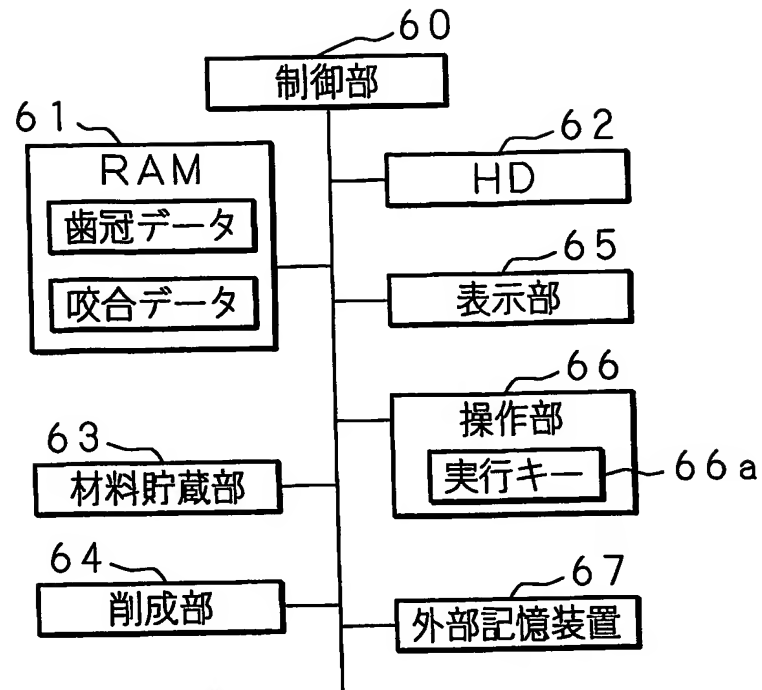 60
制御部
61
RAM
歯冠データ
咬合データ
62
HD
65
表示部
66
操作部
実行キー
66a
63
材料貯蔵部
64
削成部
67
外部記憶装置